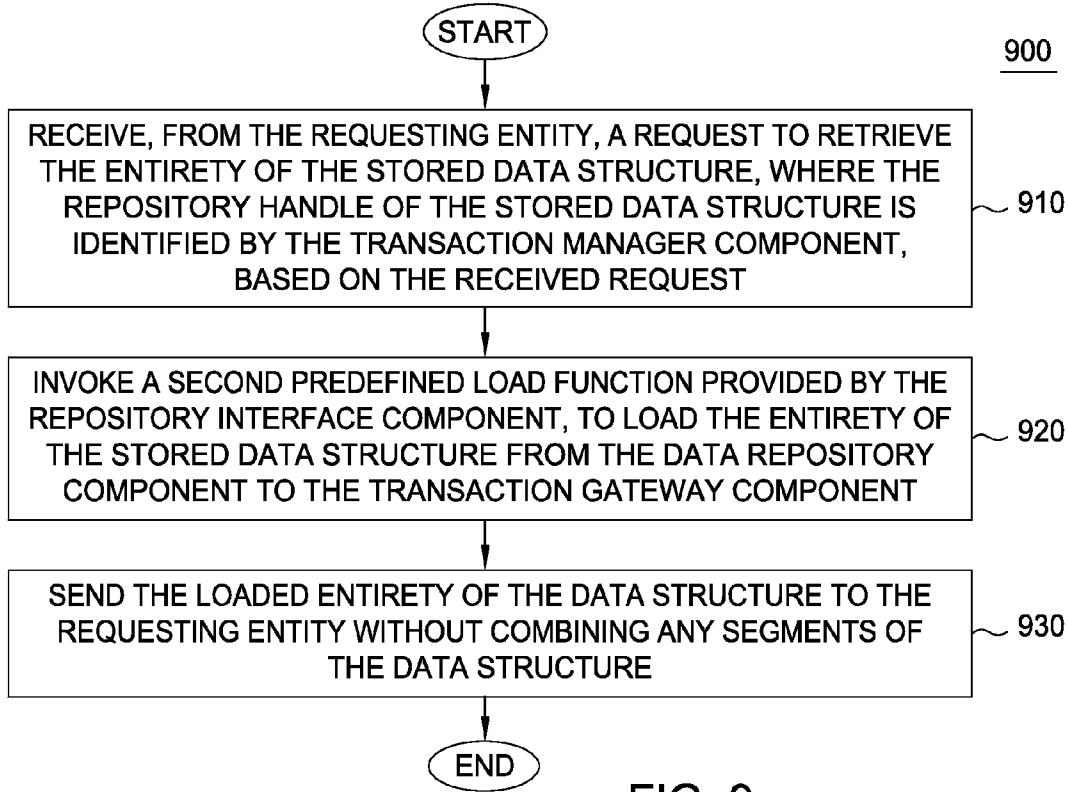 START
900
RECEIVE, FROM THE REQUESTING ENTITY, A REQUEST TO RETRIEVE
THE ENTIRETY OF THE STORED DATA STRUCTURE, WHERE THE
REPOSITORY HANDLE OF THE STORED DATA STRUCTURE IS
IDENTIFIED BY THE TRANSACTION MANAGER COMPONENT,
BASED ON THE RECEIVED REQUEST
910
INVOKE A SECOND PREDEFINED LOAD FUNCTION PROVIDED BY THE
REPOSITORY INTERFACE COMPONENT, TO LOAD THE ENTIRETY OF
THE STORED DATA STRUCTURE FROM THE DATA REPOSITORY
COMPONENT TO THE TRANSACTION GATEWAY COMPONENT
920
SEND THE LOADED ENTIRETY OF THE DATA STRUCTURE TO THE
REQUESTING ENTITY WITHOUT COMBINING ANY SEGMENTS OF
THE DATA STRUCTURE
930
END